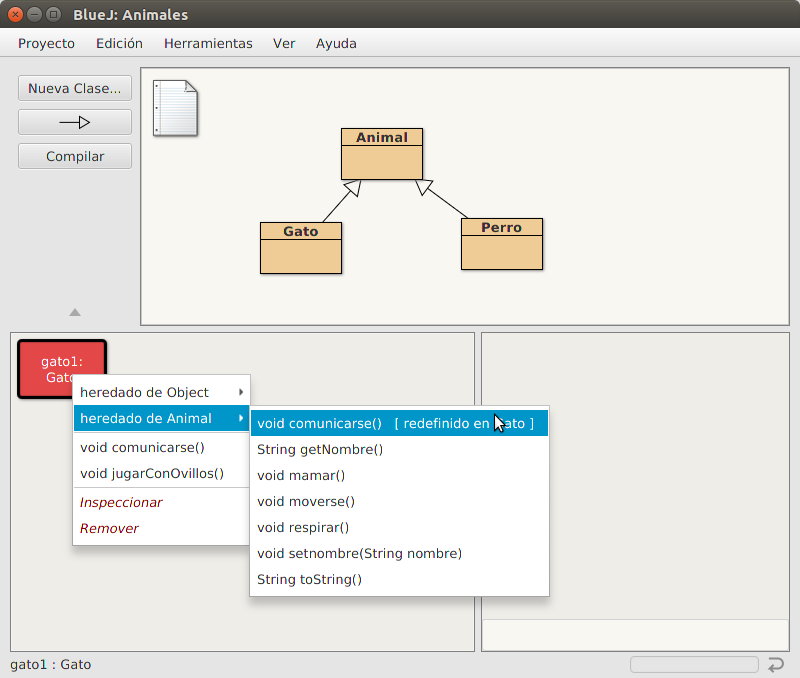 BlueJ: Animales
Proyecto Edición Herramientas Ver Ayuda
Nueva Clase...
Compilar
Animal
Gato
Perro
gato1:
Gato
heredado de Object
heredado de Animal
void comunicarse()
void jugarConOvillos()
Inspeccionar
Remover
void comunicarse() [ redefinido en Gato ]
String getNombre()
void mamar()
void moverse()
void respirar()
void setnombre(String nombre)
String toString()
gato1 : Gato